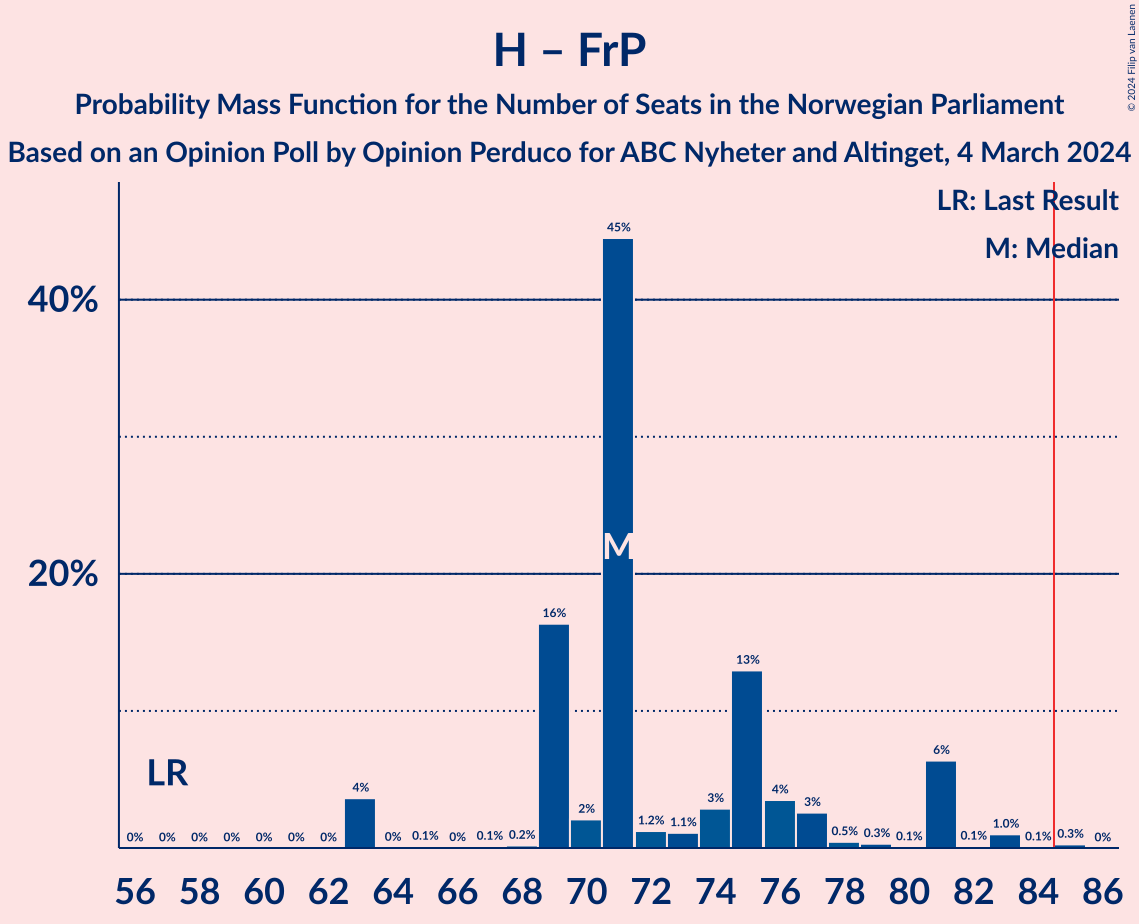 H – FrP
Probability Mass Function for the Number of Seats in the Norwegian Parliament
Based on an Opinion Poll by Opinion Perduco for ABC Nyheter and Altinget, 4 March 2024
© 2024 Filip van Laenen
LR: Last Result
M: Median
40%
20%
45%
M
16%
13%
LR
0% 0% 0% 0% 0% 0% 0% 4% 0% 0.1% 0% 0.1% 0.2% 2% 1.2% 1.1% 3% 4% 3% 0.5% 0.3% 0.1% 6% 0.1% 1.0% 0.1% 0.3% 0%
56 58 60 62 64 66 68 70 72 74 76 78 80 82 84 86